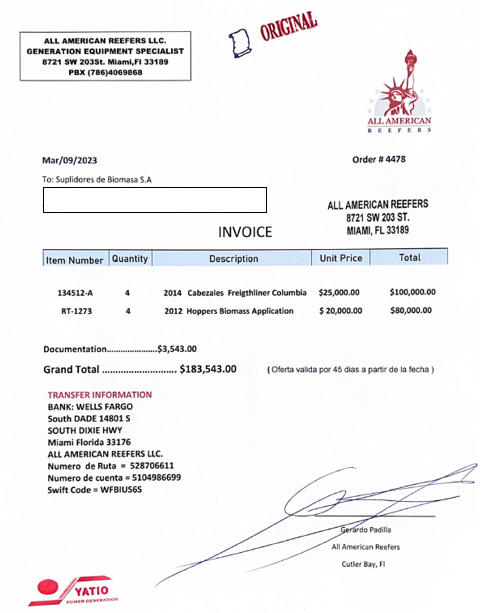 ORIGINAL
ALL AMERICAN REEFERS LLC.
GENERATION EQUIPMENT SPECIALIST
8721 SW 203St. Miami,Fl 33189
PBX (786)4069868
ALL AMERICAN
REEFERS
Mar/09/2023
Order # 4478
To: Suplidores de Biomasa S.A
ALL AMERICAN REEFERS
8721 SW 203 ST.
MIAMI, FL 33189
INVOICE
Item Number Quantity Description Unit Price Total
134512-A 4 2014 Cabezales Freigthliner Columbia $25,000.00 $100,000.00
RT-1273 4 2012 Hoppers Biomass Application $ 20,000.00 $80,000.00
Documentation......................$3,543.00
Grand Total ............................ $183,543.00 ( Oferta valida por 45 dias a partir de la fecha )
TRANSFER INFORMATION
BANK: WELLS FARGO
South DADE 14801 S
SOUTH DIXIE HWY
Miami Florida 33176
ALL AMERICAN REEFERS LLC.
Numero de Ruta = 528706611
Numero de cuenta = 5104986699
Swift Code = WFBIUS6S
Gerardo Padilla
All American Reefers
Cutler Bay, Fl
YATIO
POWER GENERATION